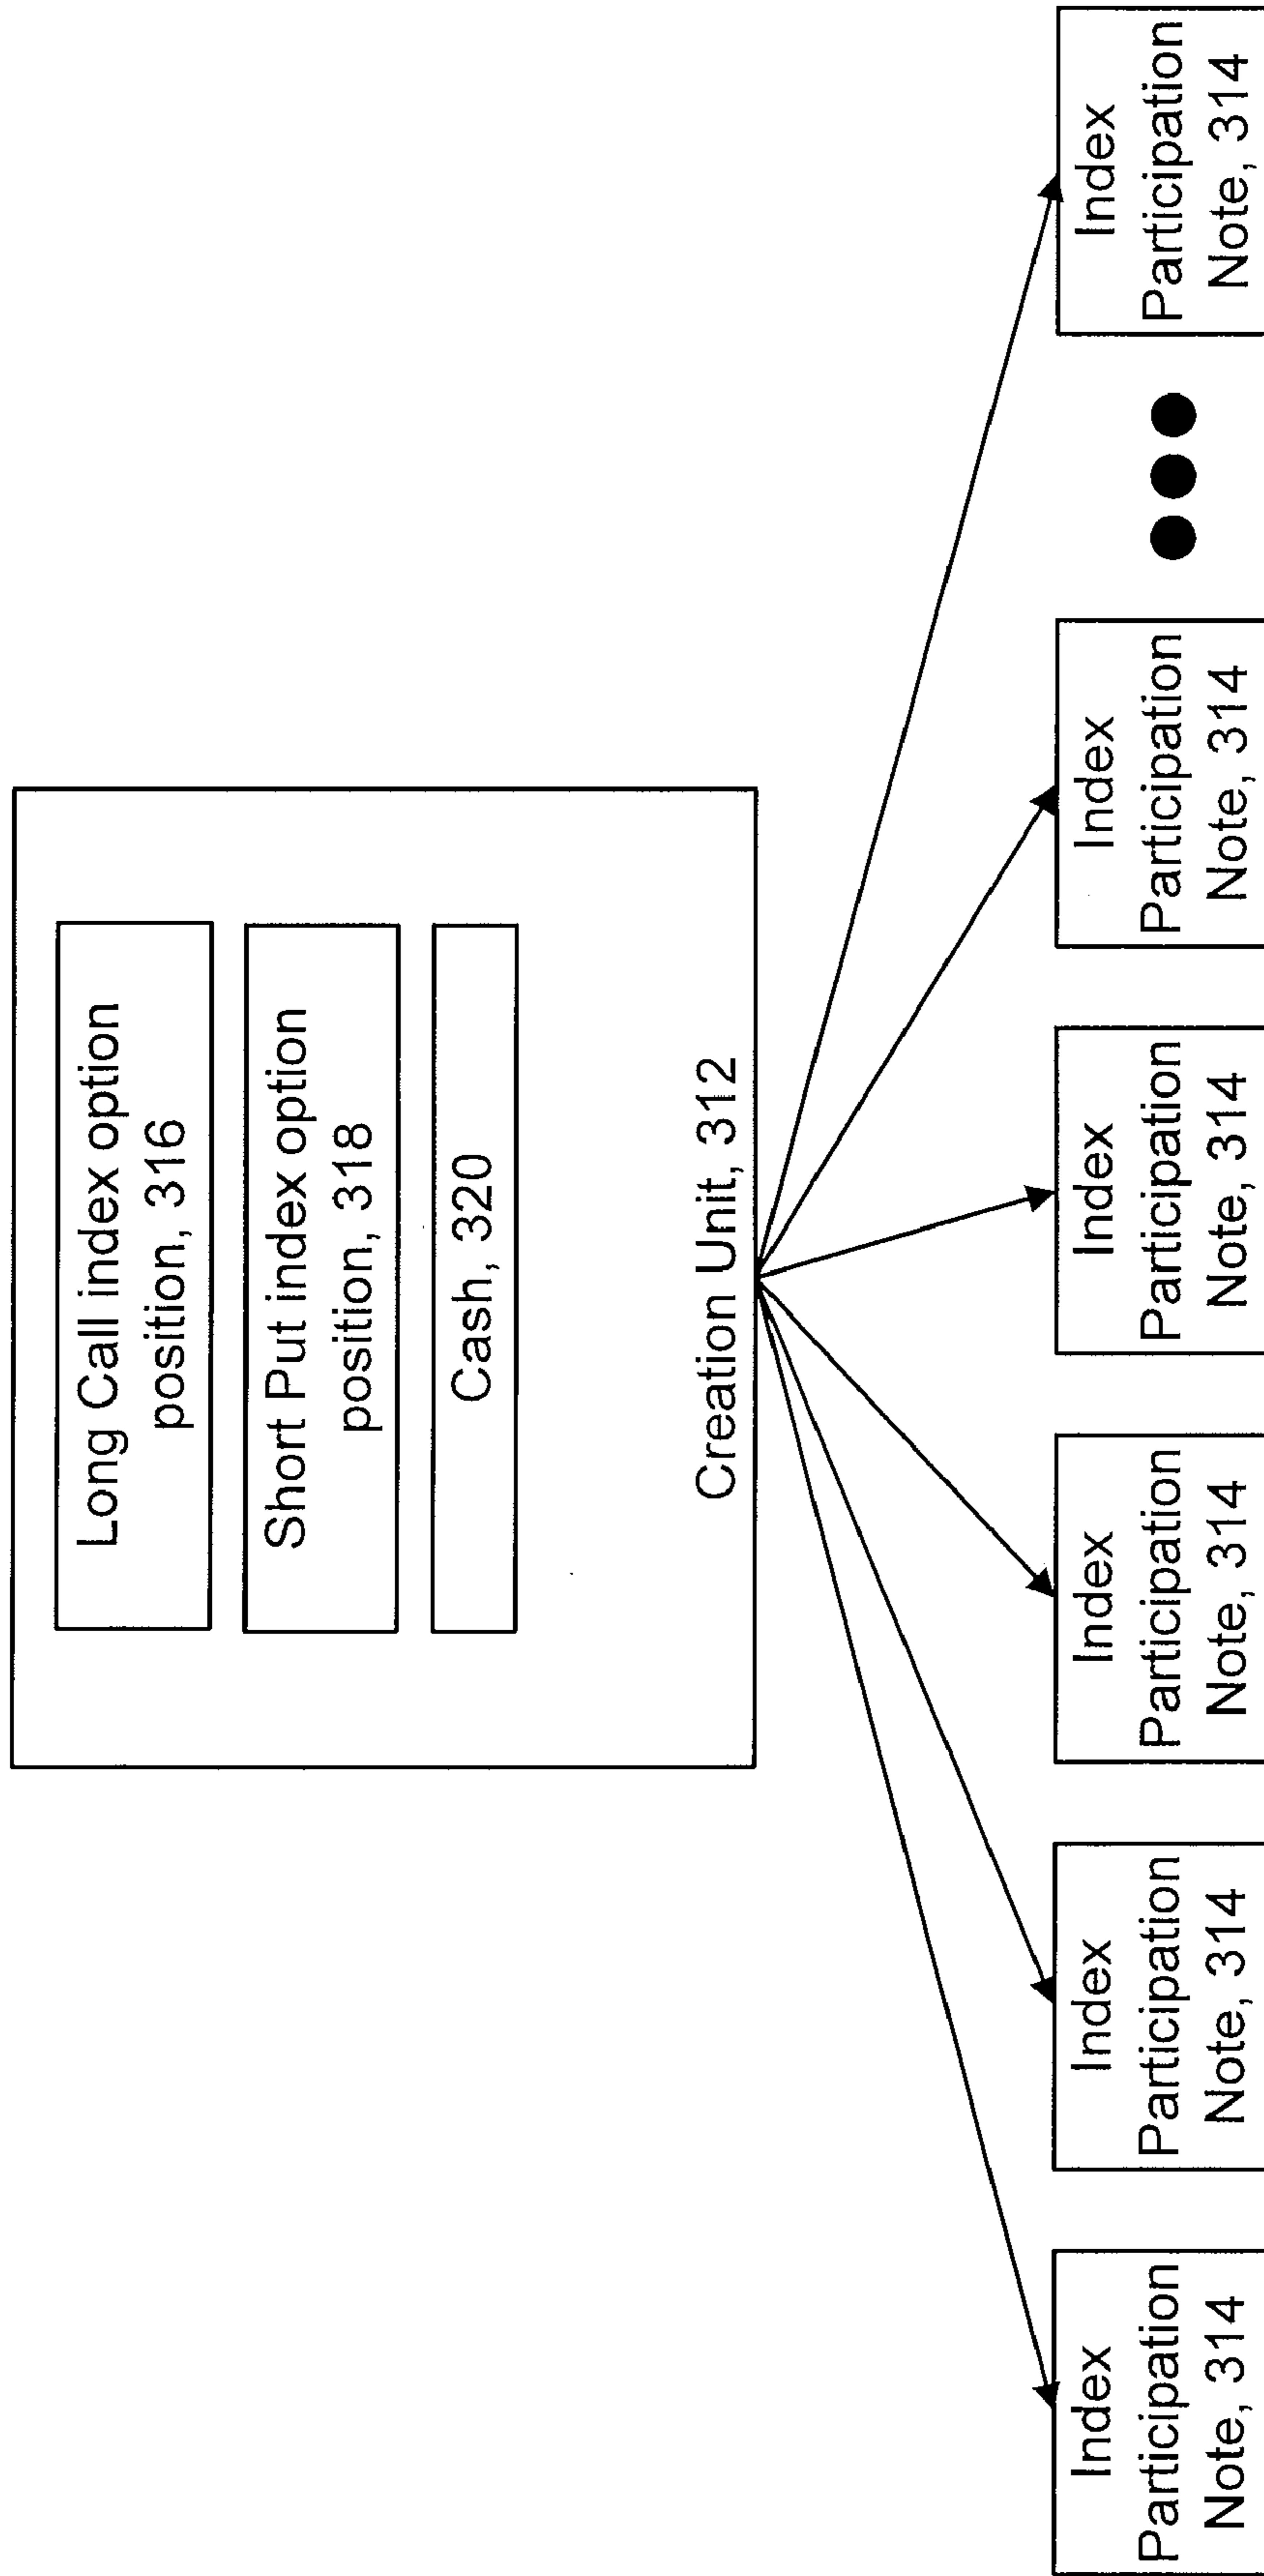 Long Call index option
position, 316
Short Put index option
position, 318
Cash, 320
Creation Unit, 312
Index
Participation
Note, 314
Index
Participation
Note, 314
Index
Participation
Note, 314
Index
Participation
Note, 314
Index
Participation
Note, 314
Index
Participation
Note, 314